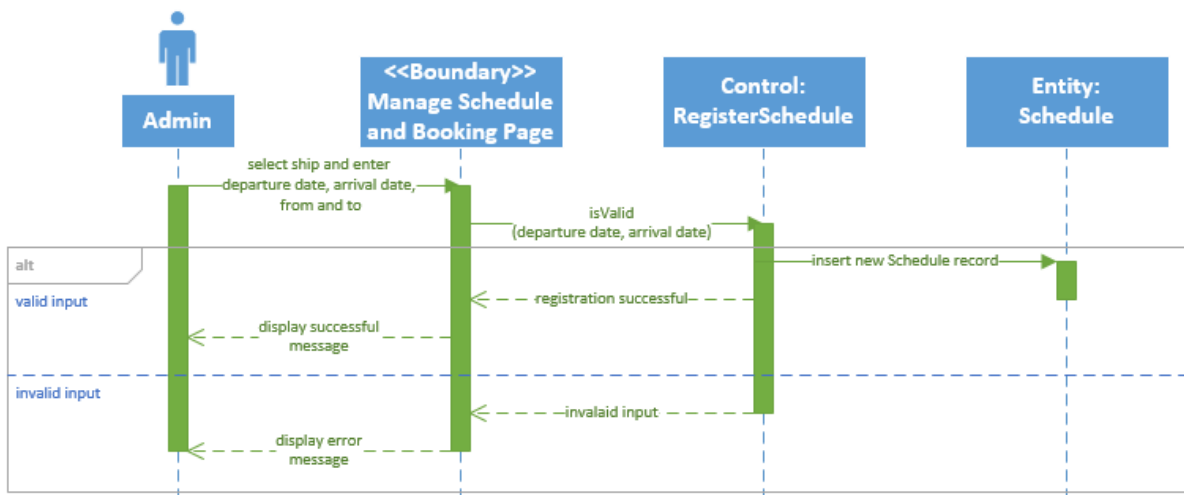 Admin
<<Boundary>>
Manage Schedule
and Booking Page
Control:
RegisterSchedule
Entity:
Schedule
select ship and enter
departure date, arrival date,
from and to
isValid
(departure date, arrival date)
alt
insert new Schedule record
valid input
registration successful
display successful
message
invalid input
invalaid input
display error
message